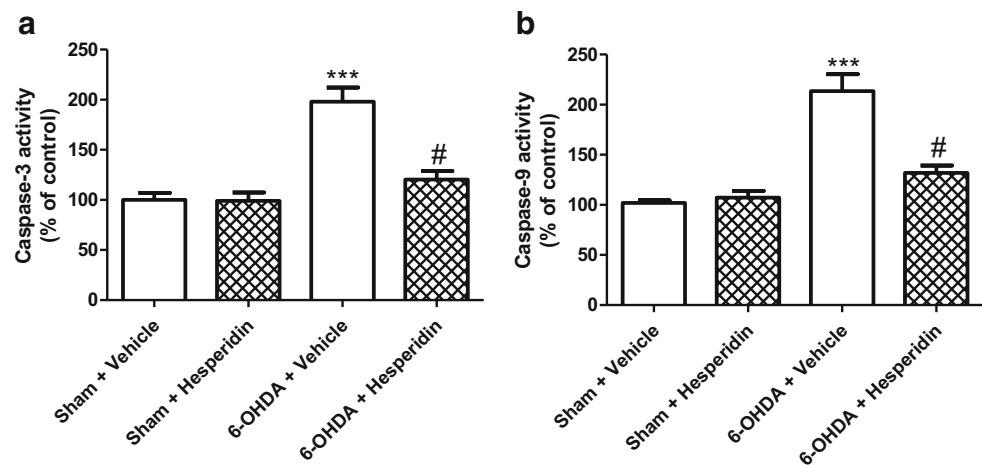 a
250
200
150
100
50
0
Caspase-3 activity
(% of control)
***
#
Sham + Vehicle
Sham + Hesperidin
6-OHDA + Vehicle
6-OHDA + Hesperidin
b
250
200
150
100
50
0
Caspase-9 activity
(% of control)
***
#
Sham + Vehicle
Sham + Hesperidin
6-OHDA + Vehicle
6-OHDA + Hesperidin